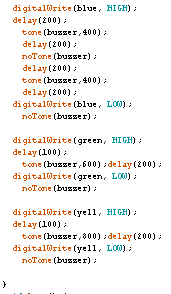 digitalWrite(blue, HIGH);
delay(200);
tone(buzzer,400);
delay(200);
noTone(buzzer);
delay(200);
tone(buzzer,400);
delay(200);
digitalWrite(blue, LOW);
noTone(buzzer);
digitalWrite(green, HIGH);
delay(100);
tone(buzzer,600);delay(200);
digitalWrite(green, LOW);
noTone(buzzer);
digitalWrite(yell, HIGH);
delay(100);
tone(buzzer,800);delay(200);
digitalWrite(yell, LOW);
noTone(buzzer);
}